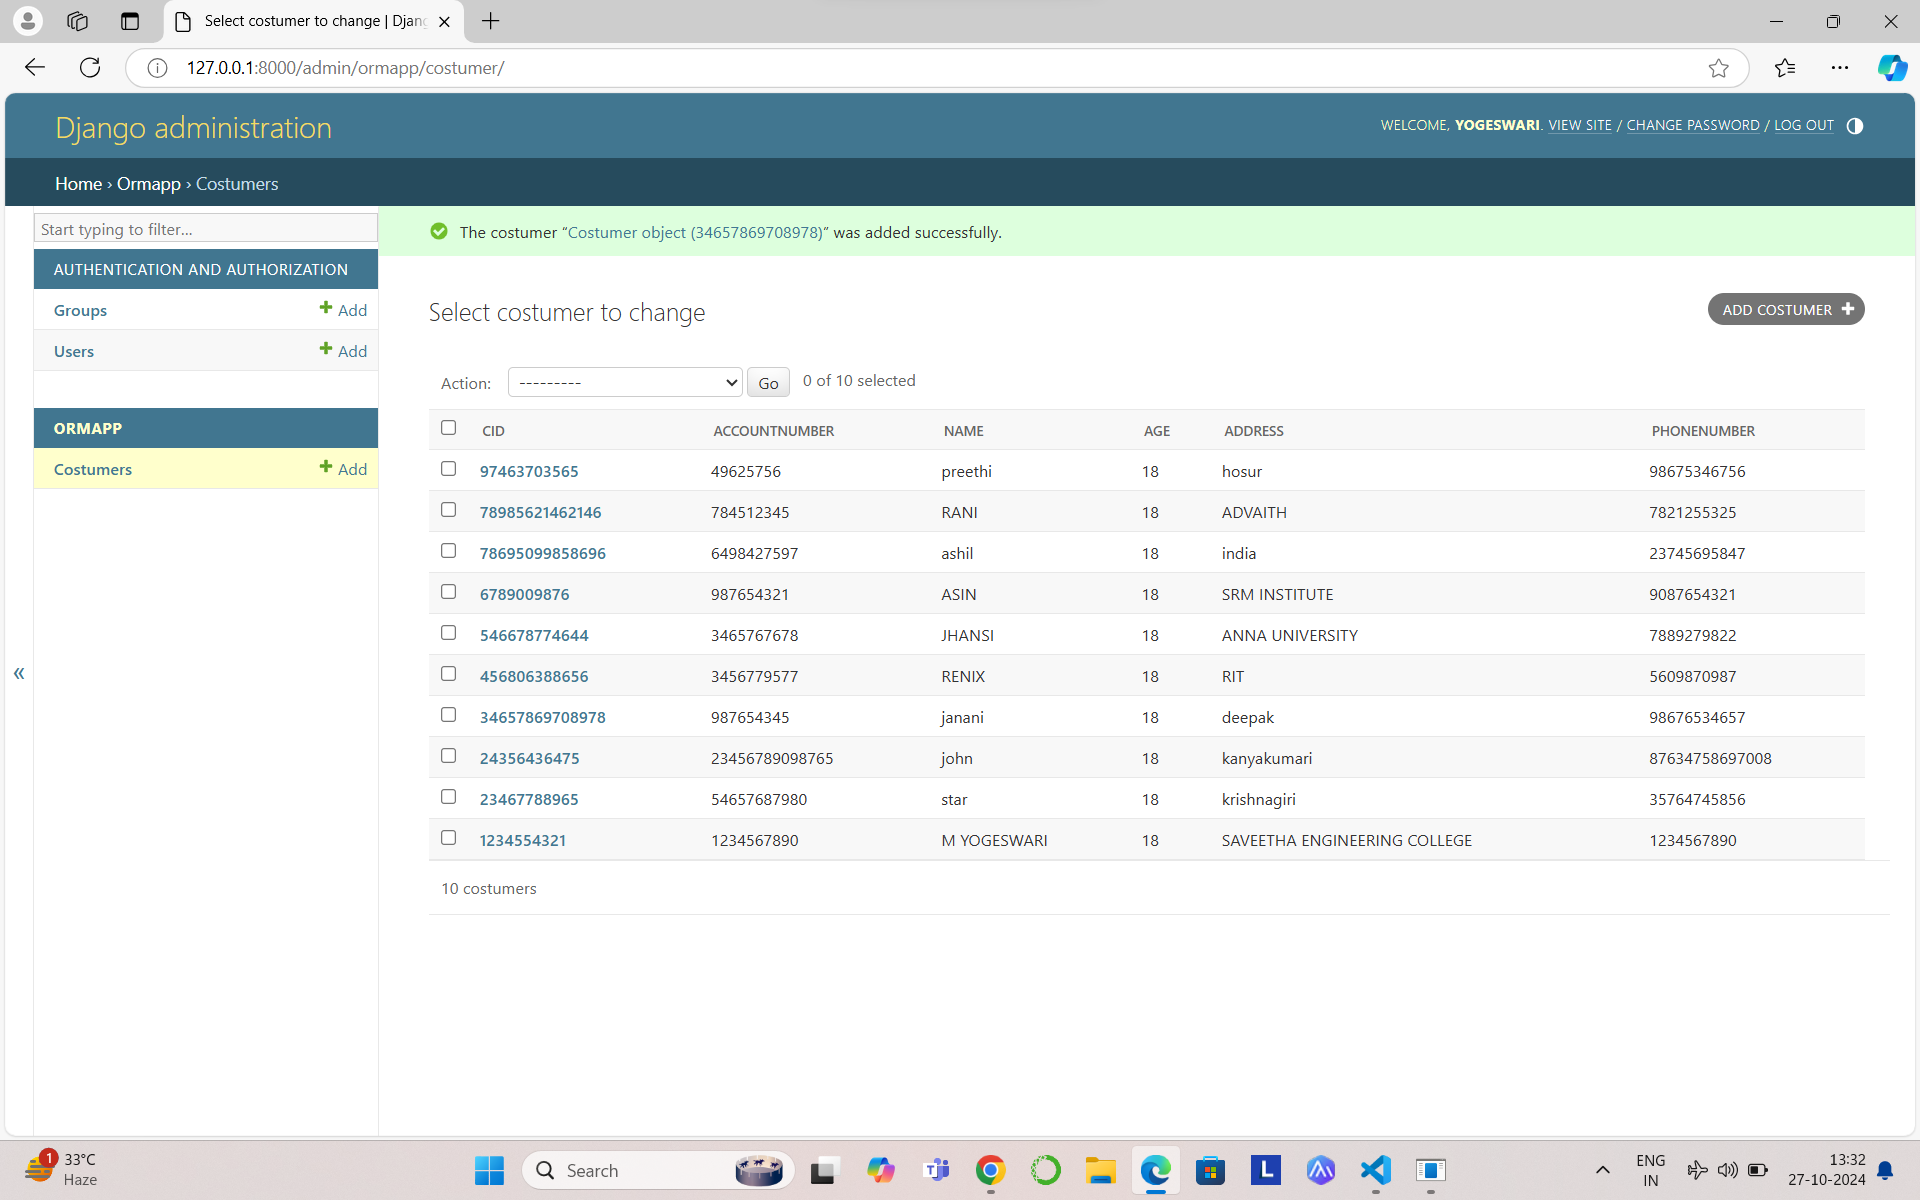 Select costumer to change | Djan
127.0.0.1:8000/admin/ormapp/costumer/
Django administration
WELCOME, YOGESWARI. VIEW SITE / CHANGE PASSWORD / LOG OUT
Home › Ormapp › Costumers
Start typing to filter...
AUTHENTICATION AND AUTHORIZATION
Groups Add
Users Add
ORMAPP
Costumers Add
«
The costumer “Costumer object (34657869708978)” was added successfully.
Select costumer to change
ADD COSTUMER
Action: --------- Go 0 of 10 selected
CID ACCOUNTNUMBER NAME AGE ADDRESS PHONENUMBER
97463703565 49625756 preethi 18 hosur 98675346756
78985621462146 784512345 RANI 18 ADVAITH 7821255325
78695099858696 6498427597 ashil 18 india 23745695847
6789009876 987654321 ASIN 18 SRM INSTITUTE 9087654321
546678774644 3465767678 JHANSI 18 ANNA UNIVERSITY 7889279822
456806388656 3456779577 RENIX 18 RIT 5609870987
34657869708978 987654345 janani 18 deepak 98676534657
24356436475 23456789098765 john 18 kanyakumari 87634758697008
23467788965 54657687980 star 18 krishnagiri 35764745856
1234554321 1234567890 M YOGESWARI 18 SAVEETHA ENGINEERING COLLEGE 1234567890
10 costumers
1
33°C
Haze
Search
L
ENG
IN
13:32
27-10-2024